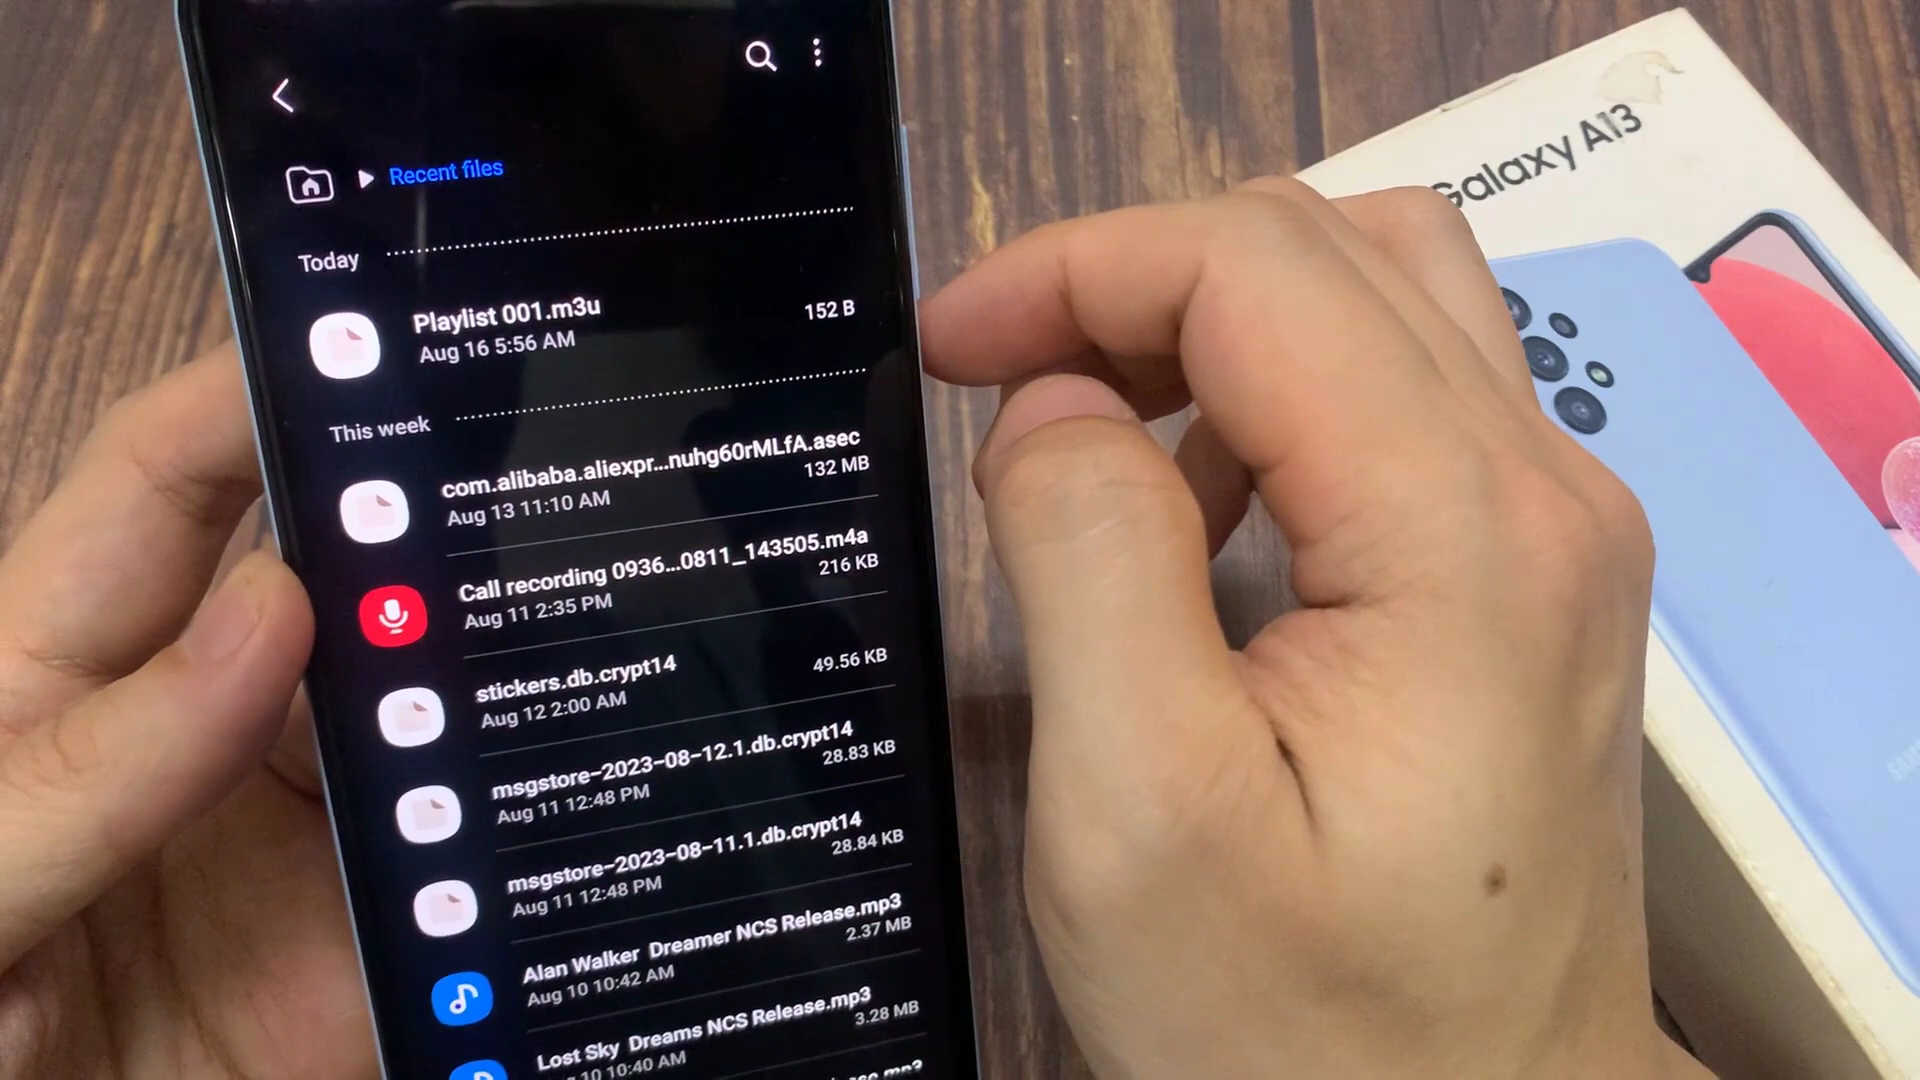 Galaxy A13
Recent files
Today
Playlist 001.m3u
152 B
Aug 16 5:56 AM
This week
com.alibaba.aliexpr...nuhg60rMLfA.asec
132 MB
Aug 13 11:10 AM
Call recording 0936...0811_143505.m4a
216 KB
Aug 11 2:35 PM
stickers.db.crypt14
49.56 KB
Aug 12 2:00 AM
msgstore-2023-08-12.1.db.crypt14
28.83 KB
Aug 11 12:48 PM
msgstore-2023-08-11.1.db.crypt14
28.84 KB
Aug 11 12:48 PM
Alan Walker Dreamer NCS Release.mp3
2.37 MB
Aug 10 10:42 AM
Lost Sky Dreams NCS Release.mp3
3.28 MB
10 10:40 AM